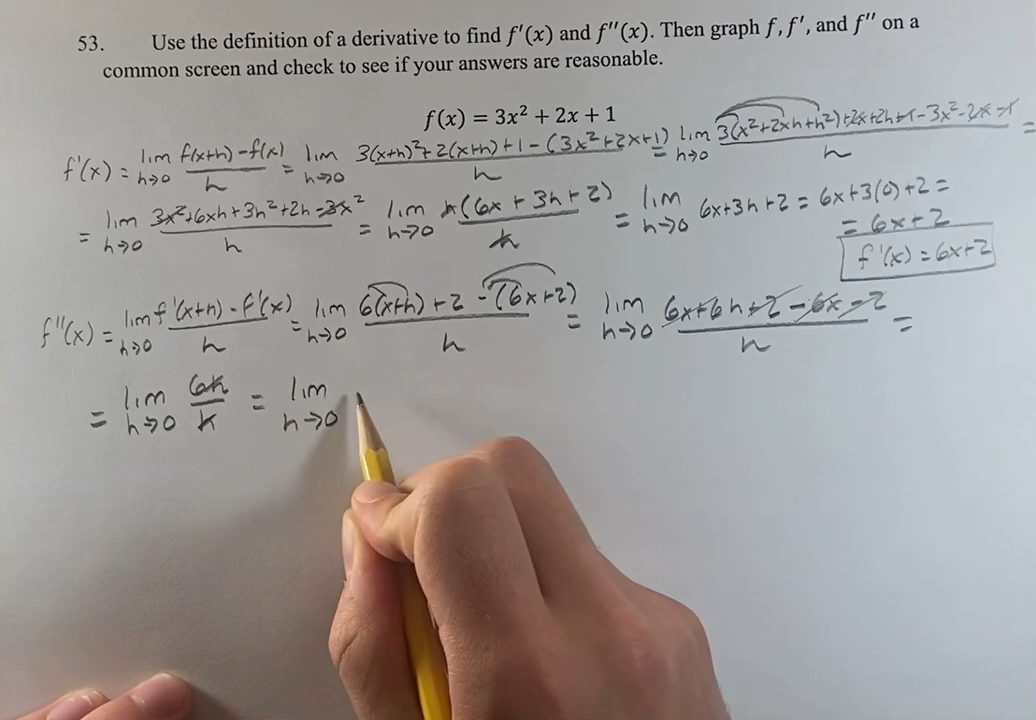 53. Use the definition of a derivative to find f′(x) and f″(x). Then graph f, f′, and f″ on a
common screen and check to see if your answers are reasonable.
f(x) = 3x² + 2x + 1
f'(x) = lim h→0 f(x+h) - f(x) / h = lim h→0 3(x+h)² + 2(x+h) + 1 - (3x² + 2x + 1) / h = lim h→0 3(x² + 2xh + h²) + 2x + 2h + 1 - 3x² - 2x - 1 / h =
= lim h→0 3x² + 6xh + 3h² + 2h - 3x² / h = lim h→0 h(6x + 3h + 2) / h = lim h→0 6x + 3h + 2 = 6x + 3(0) + 2 =
= 6x + 2
f'(x) = 6x + 2
f''(x) = lim h→0 f'(x+h) - f'(x) / h = lim h→0 6(x+h) + 2 - (6x + 2) / h = lim h→0 6x + 6h + 2 - 6x - 2 / h =
= lim h→0 6h / h = lim h→0